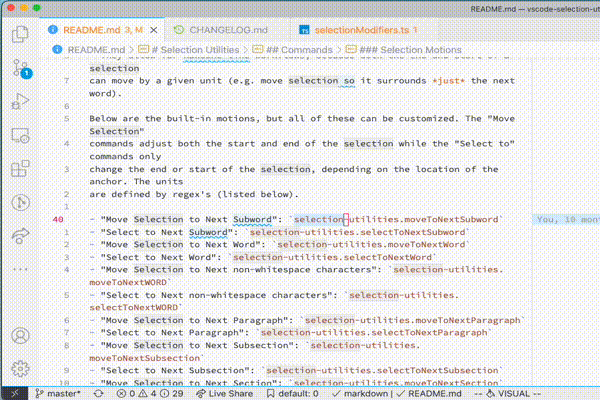 README.md — vscode-selection-ut
README.md 3, M
CHANGELOG.md
selectionModifiers.ts 1
README.md > # Selection Utilities > ## Commands > ### Selection Motions
selection
7 can move by a given unit (e.g. move selection so it surrounds *just* the next
word).
6
5 Below are the built-in motions, but all of these can be customized. The "Move
Selection"
4 commands adjust both the start and end of the selection while the "Select to"
commands only
3 change the end or start of the selection, depending on the location of the
anchor. The units
2 are defined by regex's (listed below).
1
40 - "Move Selection to Next Subword": `selection-utilities.moveToNextSubword` You, 10 mon
1 - "Select to Next Subword": `selection-utilities.selectToNextSubword`
2 - "Move Selection to Next Word": `selection-utilities.moveToNextWord`
3 - "Select to Next Word": `selection-utilities.selectToNextWord`
4 - "Move Selection to Next non-whitespace characters": `selection-utilities.
moveToNextWORD`
5 - "Select to Next non-whitespace characters": `selection-utilities.
selectToNextWORD`
6 - "Move Selection to Next Paragraph": `selection-utilities.moveToNextParagraph`
7 - "Select to Next Paragraph": `selection-utilities.selectToNextParagraph`
8 - "Move Selection to Next Subsection": `selection-utilities.
moveToNextSubsection`
9 - "Select to Next Subsection": `selection-utilities.selectToNextSubsection`
10 - "Move Selection to Next Section": `selection-utilities.moveToNextSection`
1
master* 0 4 29 Live Share default: 0 markdown | README.md -- VISUAL --